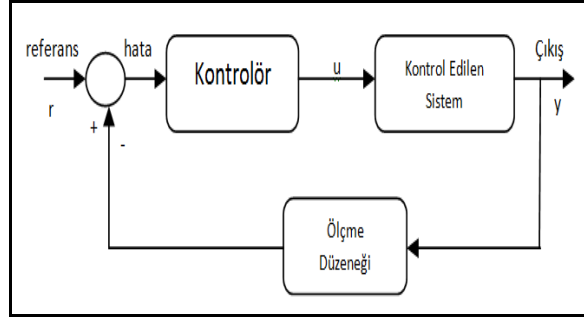 referans
hata
Kontrolör
u
Kontrol Edilen
Sistem
Çıkış
r
+
-
y
Ölçme
Düzeneği